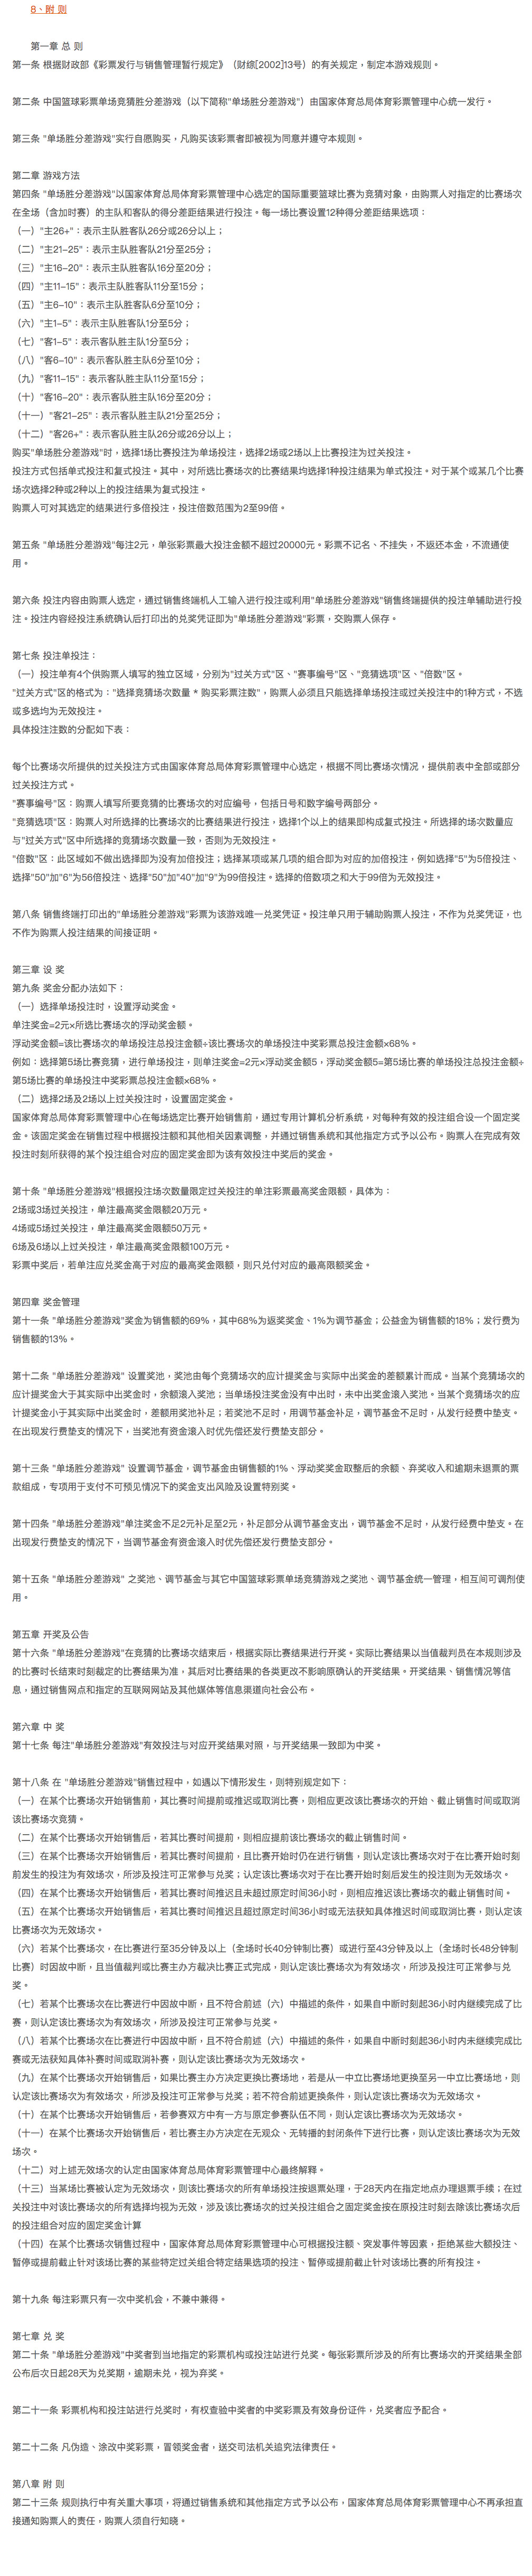 8、附 则
第一章 总 则
第一条 根据财政部《彩票发行与销售管理暂行规定》（财综[2002]13号）的有关规定，制定本游戏规则。
第二条 中国篮球彩票单场竞猜胜分差游戏（以下简称"单场胜分差游戏"）由国家体育总局体育彩票管理中心统一发行。
第三条 "单场胜分差游戏"实行自愿购买，凡购买该彩票者即被视为同意并遵守本规则。
第二章 游戏方法
第四条 "单场胜分差游戏"以国家体育总局体育彩票管理中心选定的国际重要篮球比赛为竞猜对象，由购票人对指定的比赛场次
在全场（含加时赛）的主队和客队的得分差距结果进行投注。每一场比赛设置12种得分差距结果选项：
（一）"主26+"：表示主队胜客队26分或26分以上；
（二）"主21-25"：表示主队胜客队21分至25分；
（三）"主16-20"：表示主队胜客队16分至20分；
（四）"主11-15"：表示主队胜客队11分至15分；
（五）"主6-10"：表示主队胜客队6分至10分；
（六）"主1-5"：表示主队胜客队1分至5分；
（七）"客1-5"：表示客队胜主队1分至5分；
（八）"客6-10"：表示客队胜主队6分至10分；
（九）"客11-15"：表示客队胜主队11分至15分；
（十）"客16-20"：表示客队胜主队16分至20分；
（十一）"客21-25"：表示客队胜主队21分至25分；
（十二）"客26+"：表示客队胜主队26分或26分以上；
购买"单场胜分差游戏"时，选择1场比赛投注为单场投注，选择2场或2场以上比赛投注为过关投注。
投注方式包括单式投注和复式投注。其中，对所选比赛场次的比赛结果均选择1种投注结果为单式投注。对于某个或某几个比赛
场次选择2种或2种以上的投注结果为复式投注。
购票人可对其选定的结果进行多倍投注，投注倍数范围为2至99倍。
第五条 "单场胜分差游戏"每注2元，单张彩票最大投注金额不超过20000元。彩票不记名、不挂失，不返还本金，不流通使
用。
第六条 投注内容由购票人选定，通过销售终端机人工输入进行投注或利用"单场胜分差游戏"销售终端提供的投注单辅助进行投
注。投注内容经投注系统确认后打印出的兑奖凭证即为"单场胜分差游戏"彩票，交购票人保存。
第七条 投注单投注：
（一）投注单有4个供购票人填写的独立区域，分别为"过关方式"区、"赛事编号"区、"竞猜选项"区、"倍数"区。
"过关方式"区的格式为："选择竞猜场次数量 * 购买彩票注数"，购票人必须且只能选择单场投注或过关投注中的1种方式，不选
或多选均为无效投注。
具体投注注数的分配如下表：
每个比赛场次所提供的过关投注方式由国家体育总局体育彩票管理中心选定，根据不同比赛场次情况，提供前表中全部或部分
过关投注方式。
"赛事编号"区：购票人填写所要竞猜的比赛场次的对应编号，包括日号和数字编号两部分。
"竞猜选项"区：购票人对所选择的比赛场次的比赛结果进行投注，选择1个以上的结果即构成复式投注。所选择的场次数量应
与"过关方式"区中所选择的竞猜场次数量一致，否则为无效投注。
"倍数"区：此区域如不做出选择即为没有加倍投注；选择某项或某几项的组合即为对应的加倍投注，例如选择"5"为5倍投注、
选择"50"加"6"为56倍投注、选择"50"加"40"加"9"为99倍投注。选择的倍数项之和大于99倍为无效投注。
第八条 销售终端打印出的"单场胜分差游戏"彩票为该游戏唯一兑奖凭证。投注单只用于辅助购票人投注，不作为兑奖凭证，也
不作为购票人投注结果的间接证明。
第三章 设 奖
第九条 奖金分配办法如下：
（一）选择单场投注时，设置浮动奖金。
单注奖金=2元×所选比赛场次的浮动奖金额。
浮动奖金额=该比赛场次的单场投注总投注金额÷该比赛场次的单场投注中奖彩票总投注金额×68%。
例如：选择第5场比赛竞猜，进行单场投注，则单注奖金=2元×浮动奖金额5，浮动奖金额5=第5场比赛的单场投注总投注金额÷
第5场比赛的单场投注中奖彩票总投注金额×68%。
（二）选择2场及2场以上过关投注时，设置固定奖金。
国家体育总局体育彩票管理中心在每场选定比赛开始销售前，通过专用计算机分析系统，对每种有效的投注组合设一个固定奖
金。该固定奖金在销售过程中根据投注额和其他相关因素调整，并通过销售系统和其他指定方式予以公布。购票人在完成有效
投注时刻所获得的某个投注组合对应的固定奖金即为该有效投注中奖后的奖金。
第十条 "单场胜分差游戏"根据投注场次数量限定过关投注的单注彩票最高奖金限额，具体为：
2场或3场过关投注，单注最高奖金限额20万元。
4场或5场过关投注，单注最高奖金限额50万元。
6场及6场以上过关投注，单注最高奖金限额100万元。
彩票中奖后，若单注应兑奖金高于对应的最高奖金限额，则只兑付对应的最高限额奖金。
第四章 奖金管理
第十一条 "单场胜分差游戏"奖金为销售额的69%，其中68%为返奖奖金、1%为调节基金；公益金为销售额的18%；发行费为
销售额的13%。
第十二条 "单场胜分差游戏" 设置奖池，奖池由每个竞猜场次的应计提奖金与实际中出奖金的差额累计而成。当某个竞猜场次的
应计提奖金大于其实际中出奖金时，余额滚入奖池；当单场投注奖金没有中出时，未中出奖金滚入奖池。当某个竞猜场次的应
计提奖金小于其实际中出奖金时，差额用奖池补足；若奖池不足时，用调节基金补足，调节基金不足时，从发行经费中垫支。
在出现发行费垫支的情况下，当奖池有资金滚入时优先偿还发行费垫支部分。
第十三条 "单场胜分差游戏" 设置调节基金，调节基金由销售额的1%、浮动奖奖金取整后的余额、弃奖收入和逾期未退票的票
款组成，专项用于支付不可预见情况下的奖金支出风险及设置特别奖。
第十四条 "单场胜分差游戏"单注奖金不足2元补足至2元，补足部分从调节基金支出，调节基金不足时，从发行经费中垫支。在
出现发行费垫支的情况下，当调节基金有资金滚入时优先偿还发行费垫支部分。
第十五条 "单场胜分差游戏" 之奖池、调节基金与其它中国篮球彩票单场竞猜游戏之奖池、调节基金统一管理，相互间可调剂使
用。
第五章 开奖及公告
第十六条 "单场胜分差游戏"在竞猜的比赛场次结束后，根据实际比赛结果进行开奖。实际比赛结果以当值裁判员在本规则涉及
的比赛时长结束时刻裁定的比赛结果为准，其后对比赛结果的各类更改不影响原确认的开奖结果。开奖结果、销售情况等信
息，通过销售网点和指定的互联网网站及其他媒体等信息渠道向社会公布。
第六章 中 奖
第十七条 每注"单场胜分差游戏"有效投注与对应开奖结果对照，与开奖结果一致即为中奖。
第十八条 在 "单场胜分差游戏"销售过程中，如遇以下情形发生，则特别规定如下：
（一）在某个比赛场次开始销售前，其比赛时间提前或推迟或取消比赛，则相应更改该比赛场次的开始、截止销售时间或取消
该比赛场次竞猜。
（二）在某个比赛场次开始销售后，若其比赛时间提前，则相应提前该比赛场次的截止销售时间。
（三）在某个比赛场次开始销售后，若其比赛时间提前，且比赛开始时仍在进行销售，则认定该比赛场次对于在比赛开始时刻
前发生的投注为有效场次，所涉及投注可正常参与兑奖；认定该比赛场次对于在比赛开始时刻后发生的投注则为无效场次。
（四）在某个比赛场次开始销售后，若其比赛时间推迟且未超过原定时间36小时，则相应推迟该比赛场次的截止销售时间。
（五）在某个比赛场次开始销售后，若其比赛时间推迟且超过原定时间36小时或无法获知具体推迟时间或取消比赛，则认定该
比赛场次为无效场次。
（六）若某个比赛场次，在比赛进行至35分钟及以上（全场时长40分钟制比赛）或进行至43分钟及以上（全场时长48分钟制
比赛）时因故中断，且当值裁判或比赛主办方裁决比赛正式完成，则认定该比赛场次为有效场次，所涉及投注可正常参与兑
奖。
（七）若某个比赛场次在比赛进行中因故中断，且不符合前述（六）中描述的条件，如果自中断时刻起36小时内继续完成了比
赛，则认定该比赛场次为有效场次，所涉及投注可正常参与兑奖。
（八）若某个比赛场次在比赛进行中因故中断，且不符合前述（六）中描述的条件，如果自中断时刻起36小时内未继续完成比
赛或无法获知具体补赛时间或取消补赛，则认定该比赛场次为无效场次。
（九）在某个比赛场次开始销售后，如果比赛主办方决定更换比赛场地，若是从一中立比赛场地更换至另一中立比赛场地，则
认定该比赛场次为有效场次，所涉及投注可正常参与兑奖；若不符合前述更换条件，则认定该比赛场次为无效场次。
（十）在某个比赛场次开始销售后，若参赛双方中有一方与原定参赛队伍不同，则认定该比赛场次为无效场次。
（十一）在某个比赛场次开始销售后，若比赛主办方决定在无观众、无转播的封闭条件下进行比赛，则认定该比赛场次为无效
场次。
（十二）对上述无效场次的认定由国家体育总局体育彩票管理中心最终解释。
（十三）当某场比赛被认定为无效场次，则该比赛场次的所有单场投注按退票处理，于28天内在指定地点办理退票手续；在过
关投注中对该比赛场次的所有选择均视为无效，涉及该比赛场次的过关投注组合之固定奖金按在原投注时刻去除该比赛场次后
的投注组合对应的固定奖金计算
（十四）在某个比赛场次销售过程中，国家体育总局体育彩票管理中心可根据投注额、突发事件等因素，拒绝某些大额投注、
暂停或提前截止针对该场比赛的某些特定过关组合特定结果选项的投注、暂停或提前截止针对该场比赛的所有投注。
第十九条 每注彩票只有一次中奖机会，不兼中兼得。
第七章 兑 奖
第二十条 "单场胜分差游戏"中奖者到当地指定的彩票机构或投注站进行兑奖。每张彩票所涉及的所有比赛场次的开奖结果全部
公布后次日起28天为兑奖期，逾期未兑，视为弃奖。
第二十一条 彩票机构和投注站进行兑奖时，有权查验中奖者的中奖彩票及有效身份证件，兑奖者应予配合。
第二十二条 凡伪造、涂改中奖彩票，冒领奖金者，送交司法机关追究法律责任。
第八章 附 则
第二十三条 规则执行中有关重大事项，将通过销售系统和其他指定方式予以公布，国家体育总局体育彩票管理中心不再承担直
接通知购票人的责任，购票人须自行知晓。